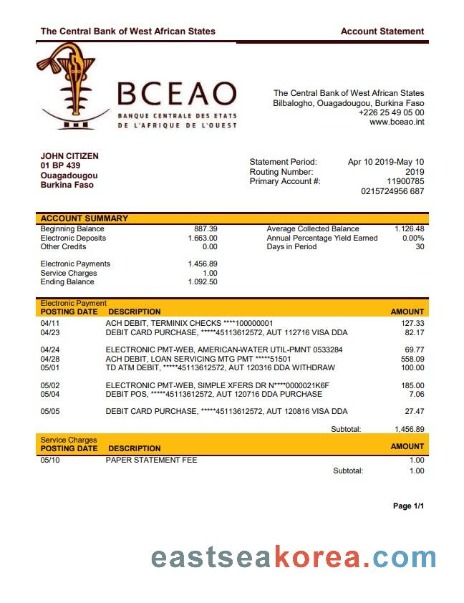 The Central Bank of West African States Account Statement
BCEAO
BANQUE CENTRALE DES ETATS
DE L'AFRIQUE DE L'OUEST
The Central Bank of West African States
Bilbalogho, Ouagadougou, Burkina Faso
+226 25 49 05 00
www.bceao.int
JOHN CITIZEN
01 BP 439
Ouagadougou
Burkina Faso
Statement Period: Apr 10 2019-May 10
Routing Number: 2019
Primary Account #: 11900785
0215724956 687
ACCOUNT SUMMARY
Beginning Balance 887.39 Average Collected Balance 1.126.48
Electronic Deposits 1.663.00 Annual Percentage Yield Earned 0.00%
Other Credits 0.00 Days in Period 30
Electronic Payments 1.456.89
Service Charges 1.00
Ending Balance 1.092.50
Electronic Payment
POSTING DATE DESCRIPTION AMOUNT
04/11 ACH DEBIT, TERMINIX CHECKS ****100000001 127.33
04/23 DEBIT CARD PURCHASE, *****45113612572, AUT 112716 VISA DDA 82.17
04/24 ELECTRONIC PMT-WEB, AMERICAN-WATER UTIL-PMNT 0533284 69.77
04/28 ACH DEBIT, LOAN SERVICING MTG PMT *****51501 558.09
05/01 TD ATM DEBIT, *****45113612572, AUT 120316 DDA WITHDRAW 100.00
05/02 ELECTRONIC PMT-WEB, SIMPLE XFERS DR N****0000021K6F 185.00
05/04 DEBIT POS, *****45113612572, AUT 120716 DDA PURCHASE 7.06
05/05 DEBIT CARD PURCHASE, *****45113612572, AUT 120816 VISA DDA 27.47
Subtotal: 1,456.89
Service Charges
POSTING DATE DESCRIPTION AMOUNT
05/10 PAPER STATEMENT FEE 1.00
Subtotal: 1.00
Page 1/1
eastseakorea.com